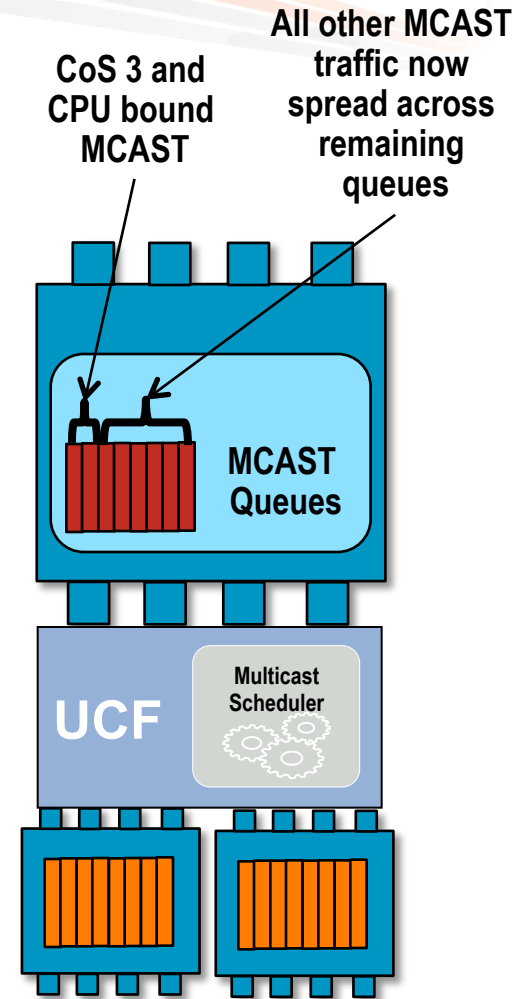 CoS 3 and
CPU bound
MCAST
All other MCAST
traffic now
spread across
remaining
queues
MCAST
Queues
UCF
Multicast
Scheduler